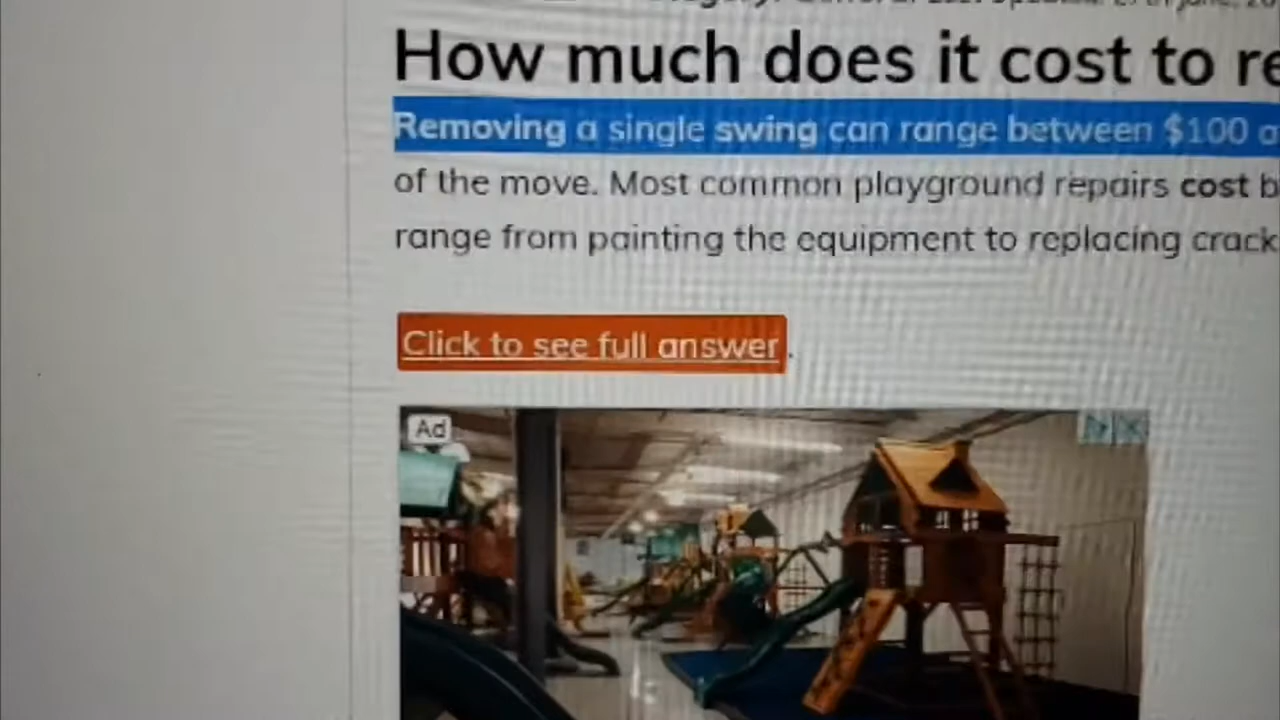 How much does it cost to re
Removing a single swing can range between $100 a
of the move. Most common playground repairs cost b
range from painting the equipment to replacing crack
Click to see full answer.
Ad